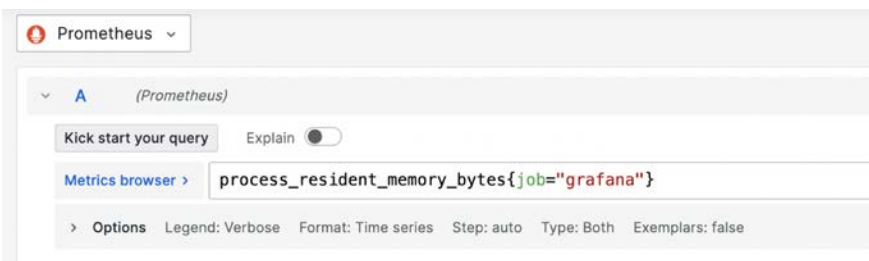 Prometheus
A (Prometheus)
Kick start your query Explain
Metrics browser > process_resident_memory_bytes{job="grafana"}
Options Legend: Verbose Format: Time series Step: auto Type: Both Exemplars: false